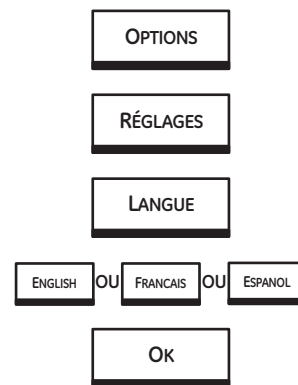 OPTIONS
RÉGLAGES
LANGUE
ENGLISH OU FRANCAIS OU ESPANOL
OK